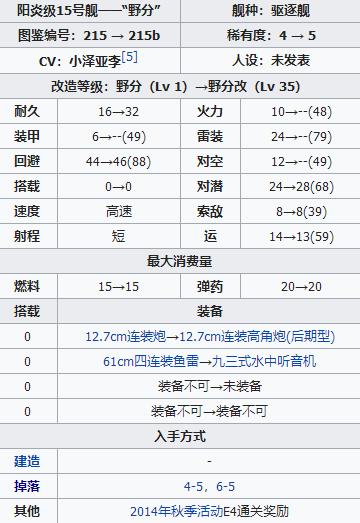 阳炎级15号舰——“野分” 舰种：驱逐舰
图鉴编号：215 → 215b 稀有度：4 → 5
CV：小泽亚李[5] 人设：未发表
改造等级：野分（Lv 1）→野分改（Lv 35）
耐久 16→32 火力 10→--(48)
装甲 6→--(49) 雷装 24→--(79)
回避 44→46(88) 对空 12→--(49)
搭载 0→0 对潜 24→28(68)
速度 高速 索敌 8→8(39)
射程 短 运 14→13(59)
最大消费量
燃料 15→15 弹药 20→20
搭载 装备
0 12.7cm连装炮→12.7cm连装高角炮(后期型)
0 61cm四连装鱼雷→九三式水中听音机
0 装备不可→未装备
0 装备不可→装备不可
入手方式
建造 -
掉落 4-5，6-5
其他 2014年秋季活动E4通关奖励